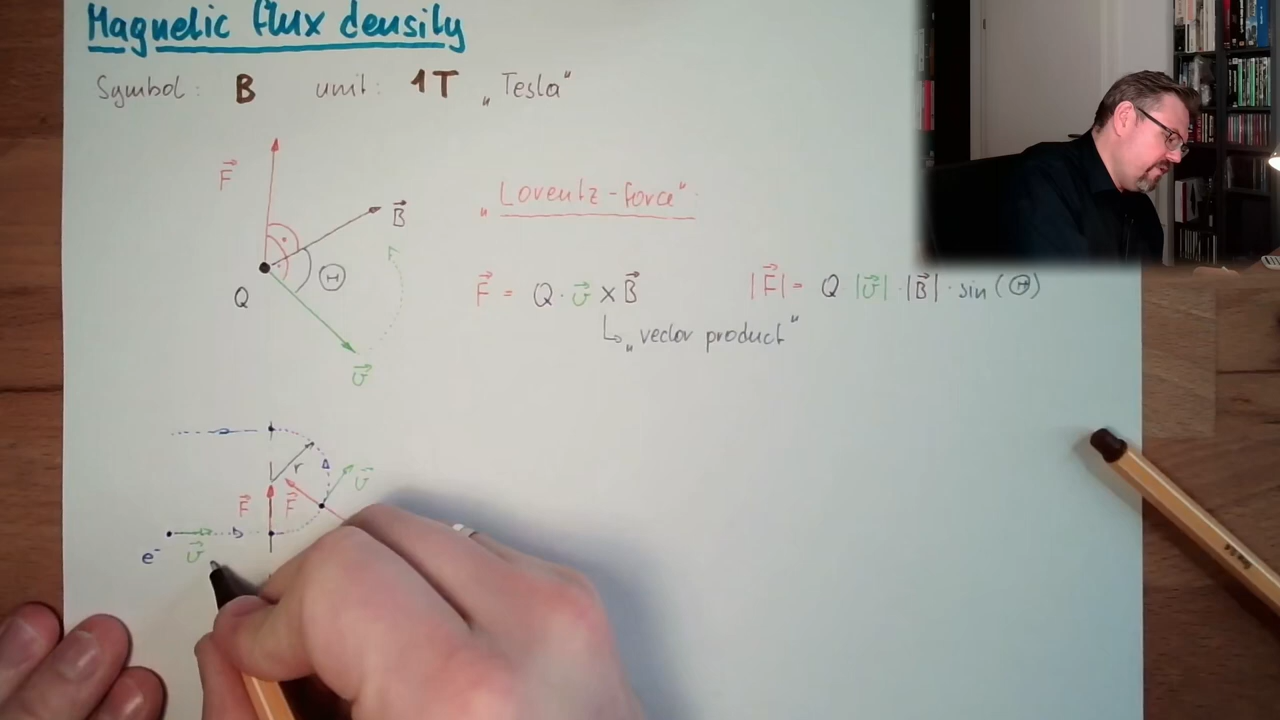 Magnetic flux density
Symbol: B unit: 1T „Tesla“
F⃗
B⃗
Θ
Q
v⃗
„Lorentz-force“
F⃗ = Q · v⃗ × B⃗
|F⃗| = Q · |v⃗| · |B⃗| · sin (Θ)
↳ „vector product“
r
v⃗
F⃗ F⃗
e⁻ v⃗